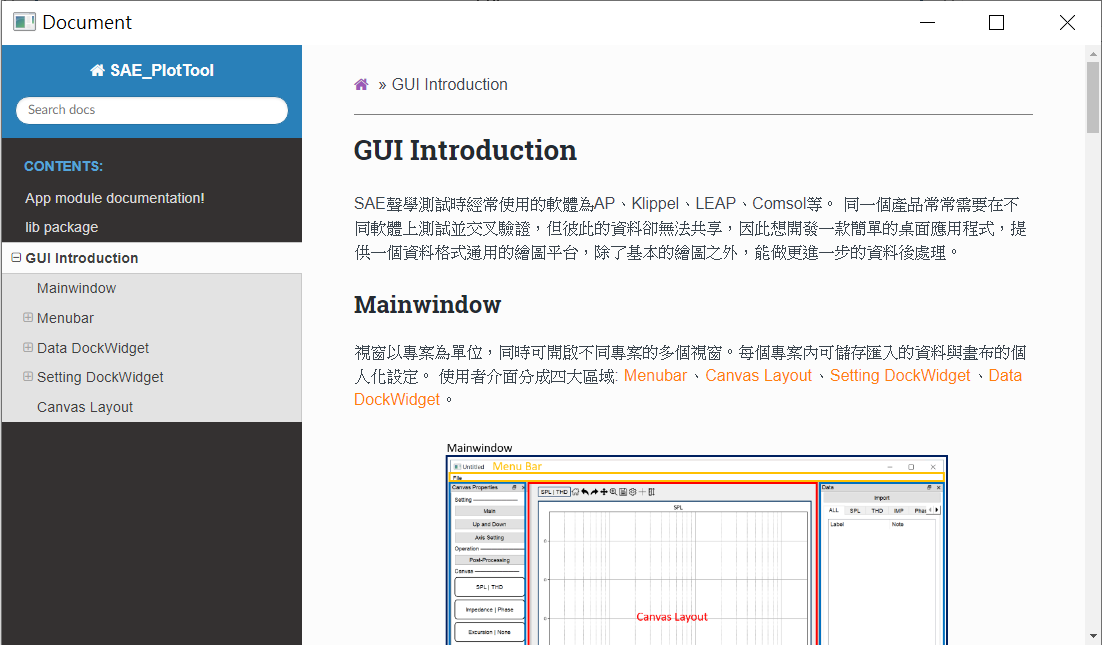 Document
SAE_PlotTool
Search docs
CONTENTS:
App module documentation!
lib package
GUI Introduction
Mainwindow
Menubar
Data DockWidget
Setting DockWidget
Canvas Layout
» GUI Introduction
GUI Introduction
SAE聲學測試時經常使用的軟體為AP、Klippel、LEAP、Comsol等。 同一個產品常常需要在不
同軟體上測試並交叉驗證，但彼此的資料卻無法共享，因此想開發一款簡單的桌面應用程式，提
供一個資料格式通用的繪圖平台，除了基本的繪圖之外，能做更進一步的資料後處理。
Mainwindow
視窗以專案為單位，同時可開啟不同專案的多個視窗。每個專案內可儲存匯入的資料與畫布的個
人化設定。 使用者介面分成四大區域: Menubar、Canvas Layout、Setting DockWidget、Data
DockWidget。
Mainwindow
Untitled Menu Bar
File
Canvas Properties
Setting
Main
Up and Down
Axis Setting
Operation
Post-Processing
Canvas
SPL | THD
Impedance | Phase
Excursion | None
SPL | THD
SPL
0
0
0
Canvas Layout
Data
Import
ALL SPL THD IMP Pha
Label Note